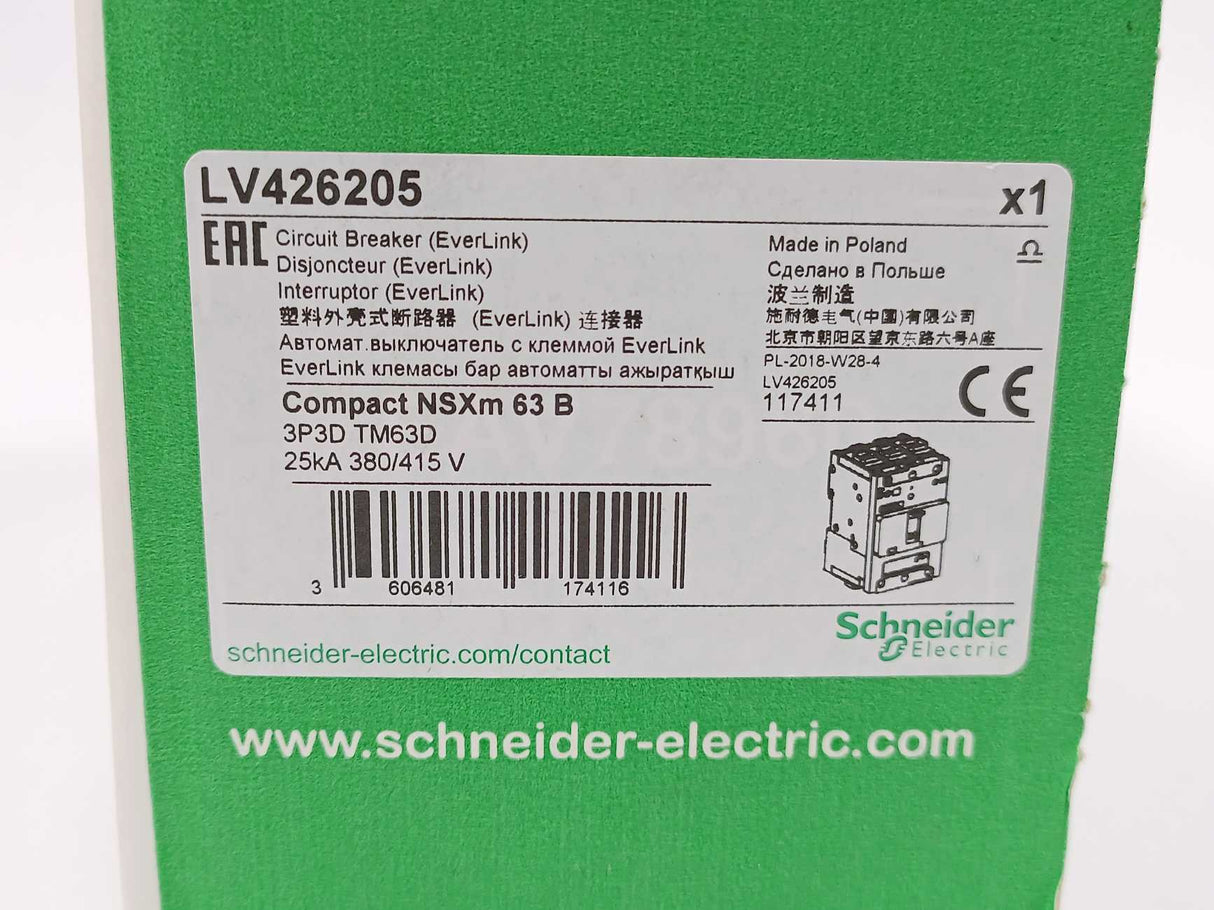 LV426205
x1
EAC
Circuit Breaker (EverLink)
Disjoncteur (EverLink)
Interruptor (EverLink)
塑料外壳式断路器 (EverLink) 连接器
Автомат.выключатель с клеммой EverLink
EverLink клемасы бар автоматты ажыратқыш
Made in Poland
Сделано в Польше
波兰制造
施耐德电气(中国)有限公司
北京市朝阳区望京东路六号A座
PL-2018-W28-4
LV426205
117411
CE
Compact NSXm 63 B
3P3D TM63D
25kA 380/415 V
3 606481 174116
Schneider
Electric
schneider-electric.com/contact
www.schneider-electric.com